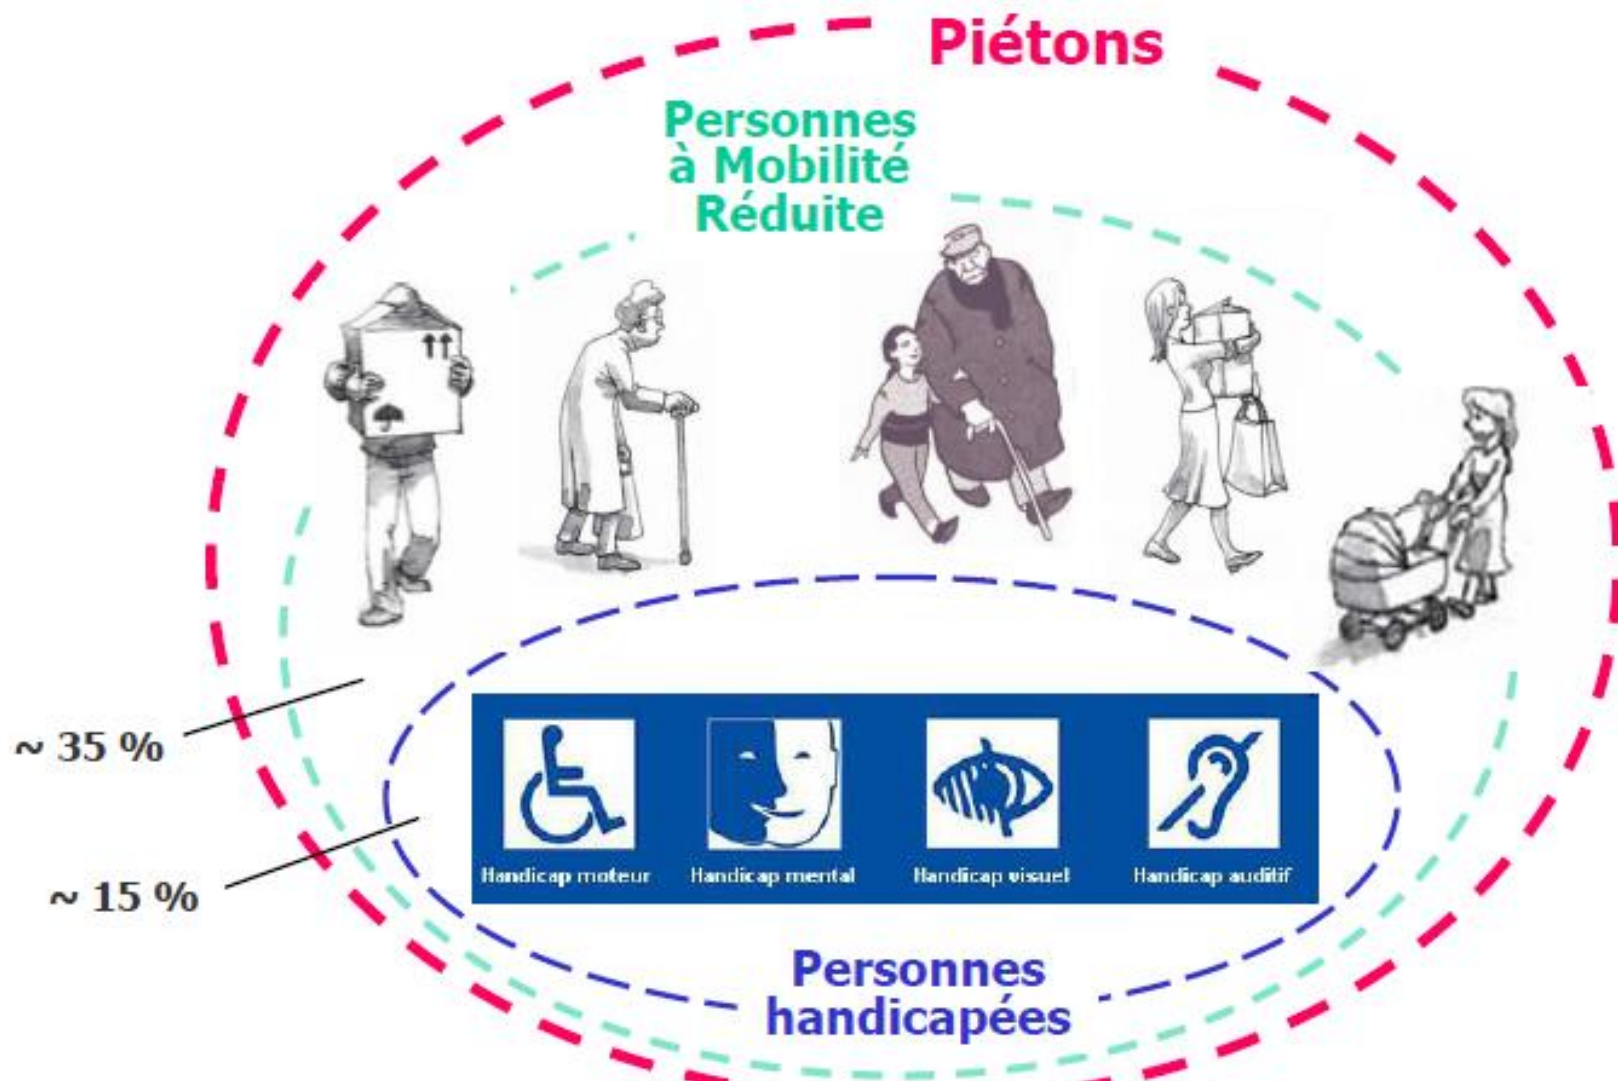 Piétons
Personnes
à Mobilité
Réduite
~ 35 %
~ 15 %
Handicap moteur
Handicap mental
Handicap visuel
Handicap auditif
Personnes
handicapées